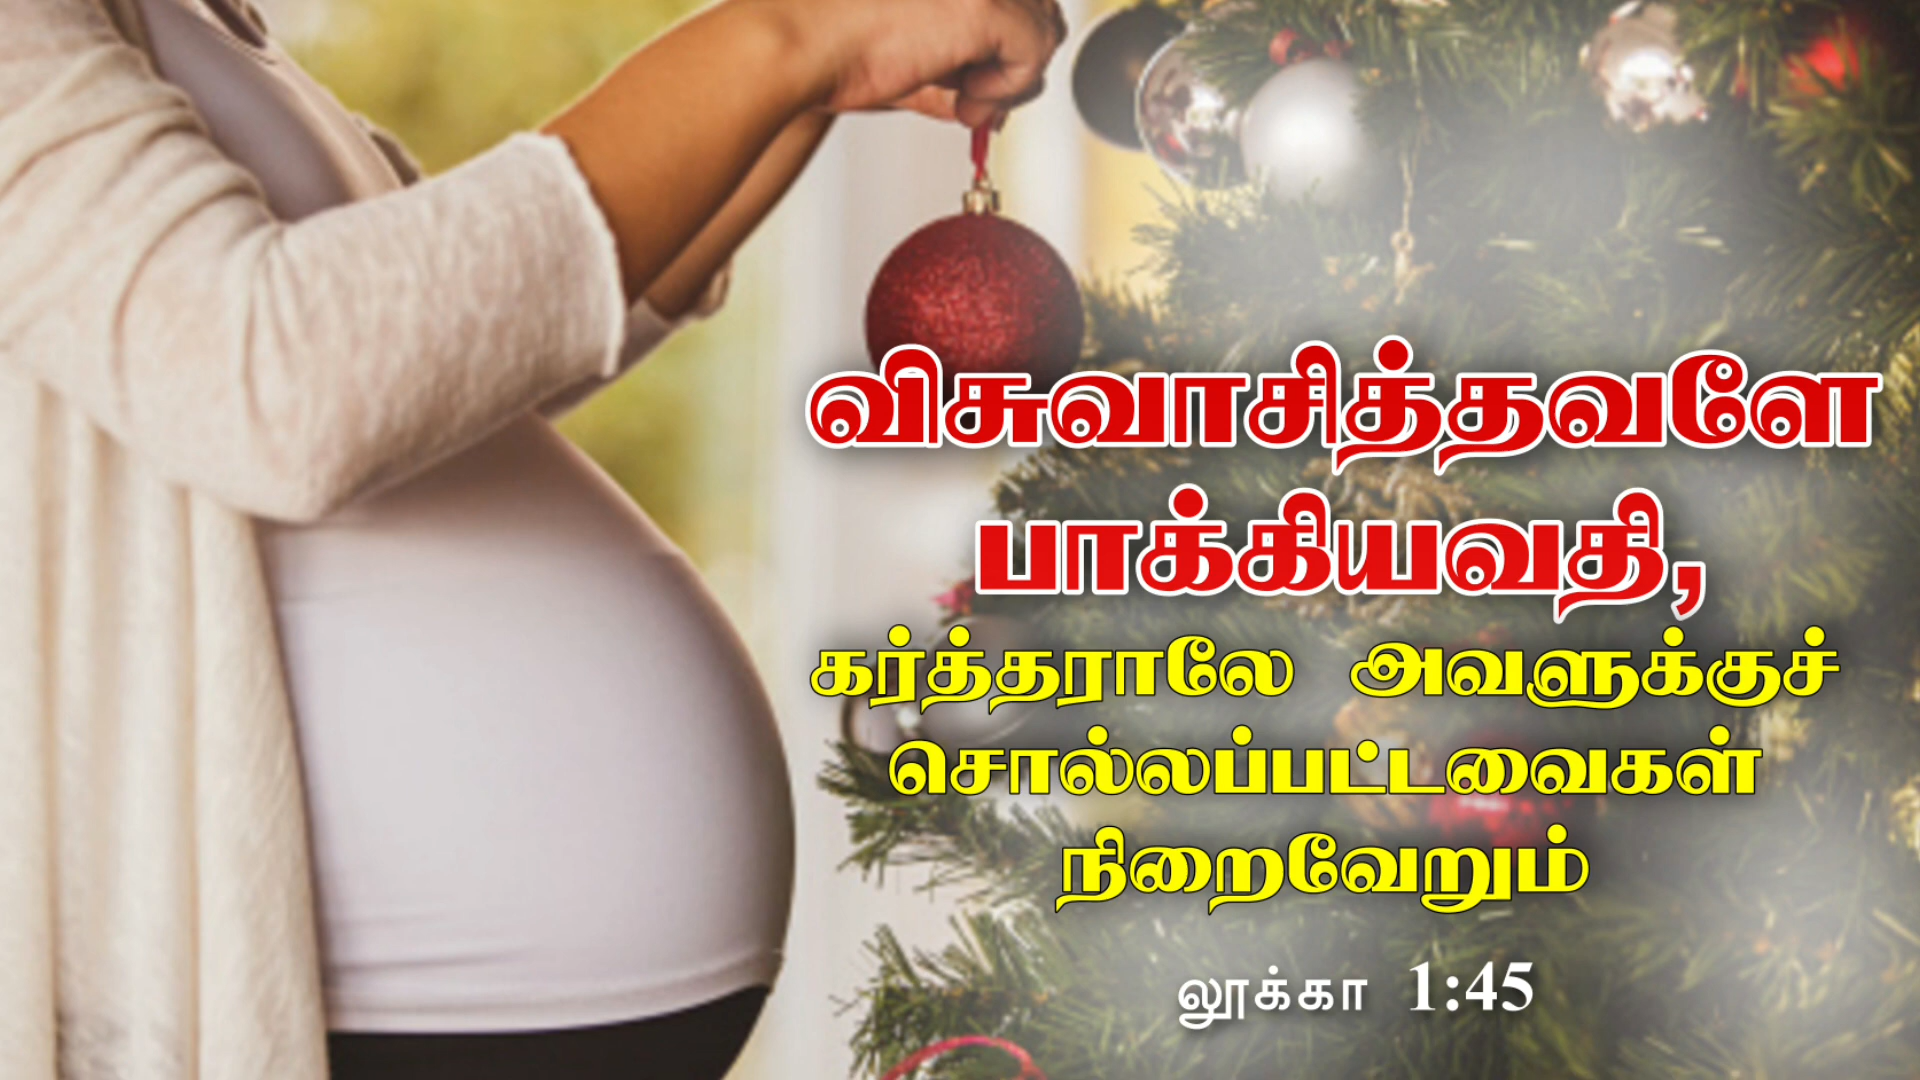 விசுவாசித்தவளே
பாக்கியவதி,
கர்த்தராலே அவளுக்குச்
சொல்லப்பட்டவைகள்
நிறைவேறும்
லூக்கா 1:45